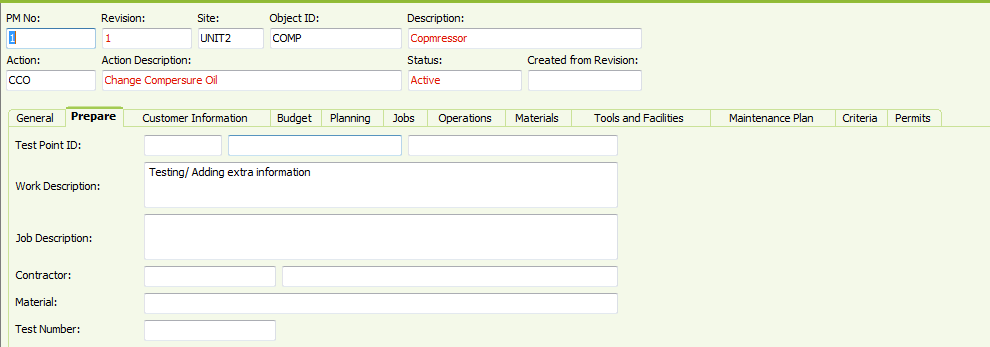 PM No: Revision: Site: Object ID: Description:
1 1 UNIT2 COMP Copmressor
Action: Action Description: Status: Created from Revision:
CCO Change Compersure Oil Active
General Prepare Customer Information Budget Planning Jobs Operations Materials Tools and Facilities Maintenance Plan Criteria Permits
Test Point ID:
Work Description: Testing/ Adding extra information
Job Description:
Contractor:
Material:
Test Number: